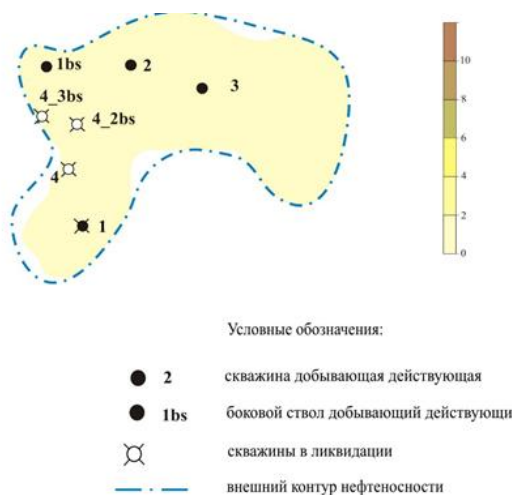 1bs
2
3
4_3bs
4_2bs
4
1
10
8
6
4
2
0
Условные обозначения:
2 скважина добывающая действующая
1bs боковой ствол добывающий действующи
скважины в ликвидации
внешний контур нефтеносности